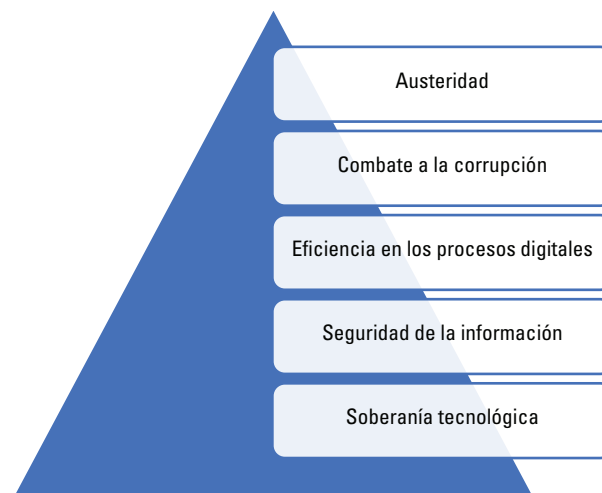 Austeridad
Combate a la corrupción
Eficiencia en los procesos digitales
Seguridad de la información
Soberanía tecnológica